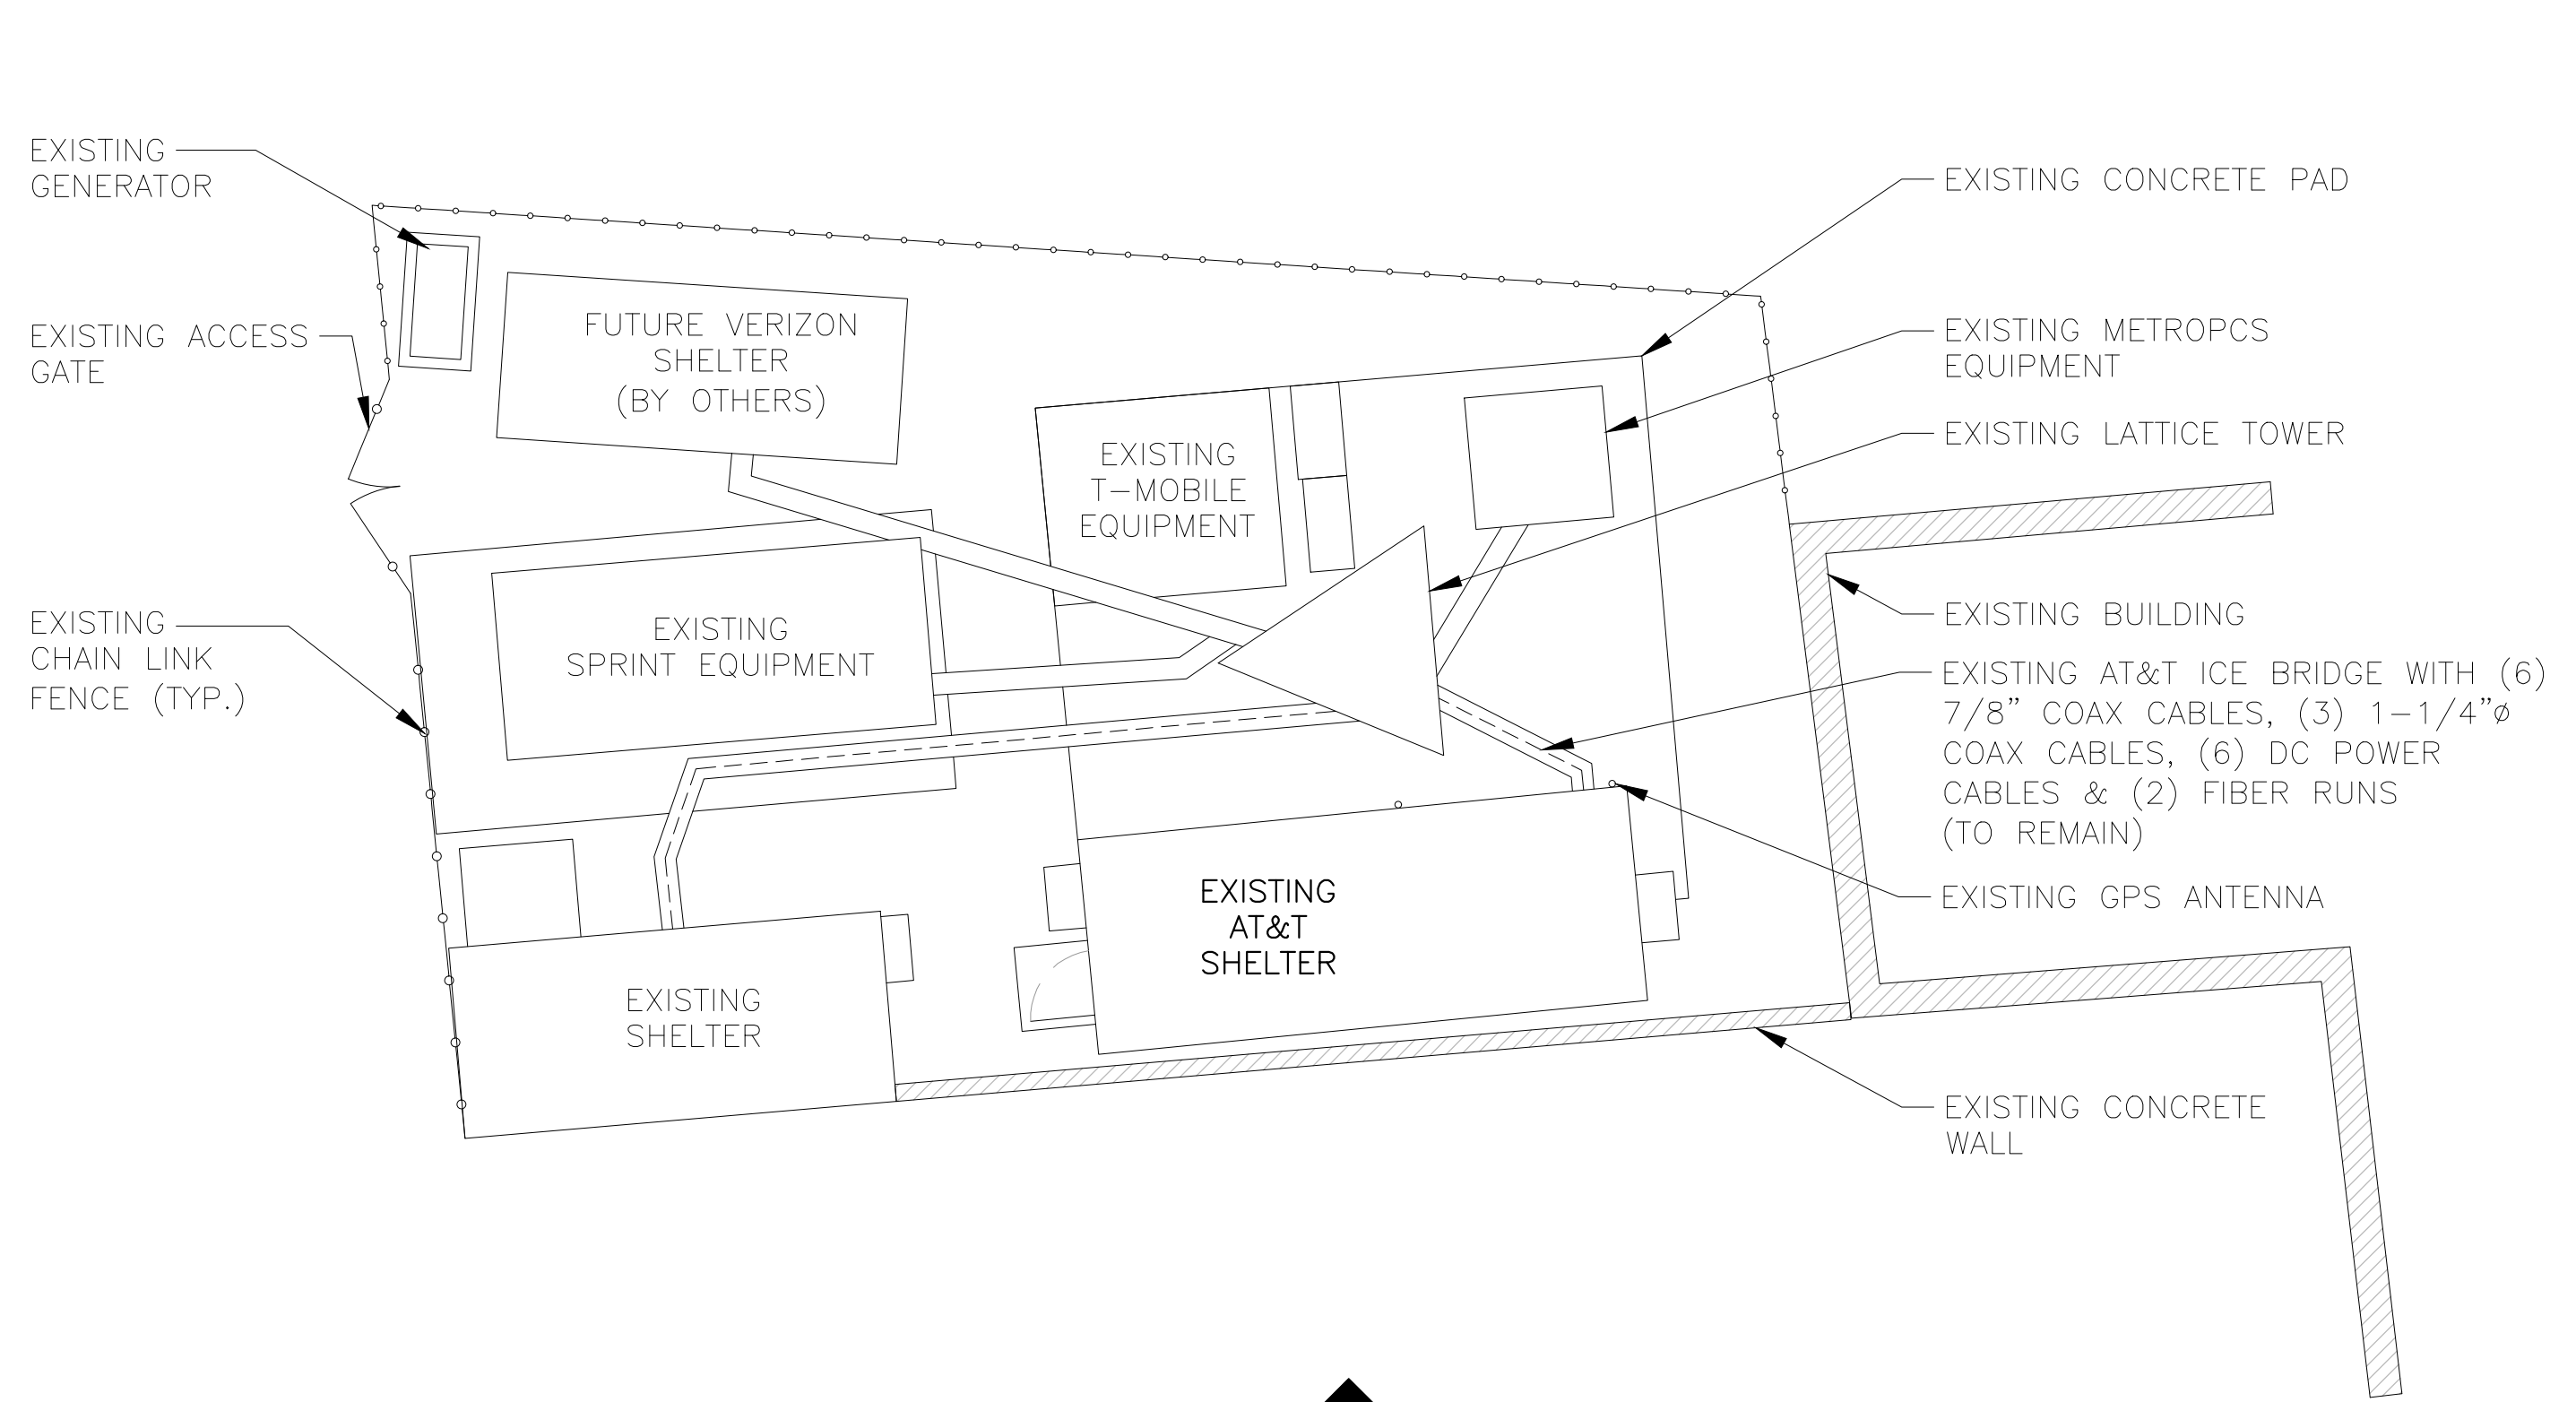 EXISTING
GENERATOR
EXISTING ACCESS
GATE
EXISTING
CHAIN LINK
FENCE (TYP.)
FUTURE VERIZON
SHELTER
(BY OTHERS)
EXISTING
T-MOBILE
EQUIPMENT
EXISTING
SPRINT EQUIPMENT
EXISTING
AT&T
SHELTER
EXISTING
SHELTER
EXISTING CONCRETE PAD
EXISTING METROPCS
EQUIPMENT
EXISTING LATTICE TOWER
EXISTING BUILDING
EXISTING AT&T ICE BRIDGE WITH (6)
7/8" COAX CABLES, (3) 1-1/4"ø
COAX CABLES, (6) DC POWER
CABLES & (2) FIBER RUNS
(TO REMAIN)
EXISTING GPS ANTENNA
EXISTING CONCRETE
WALL